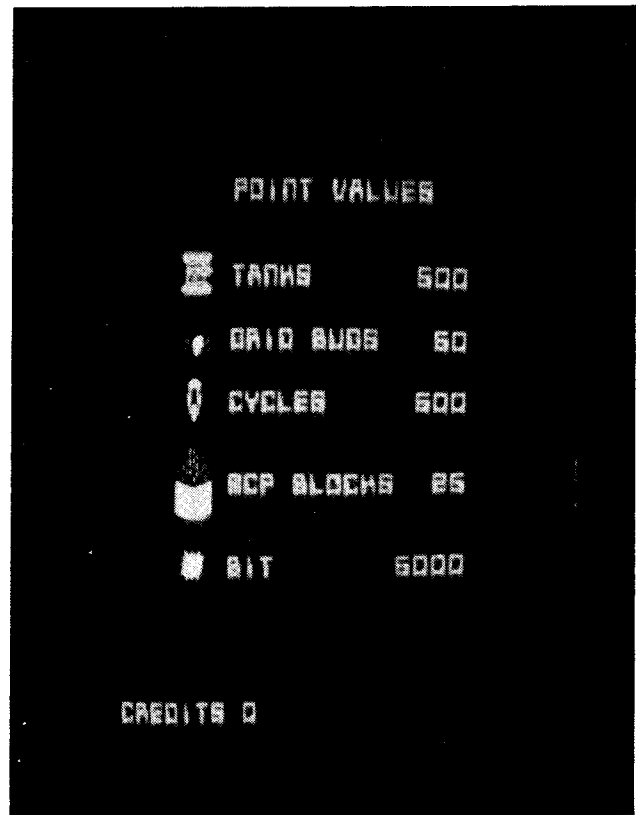 POINT VALUES
TANKS 500
GRID BUGS 50
CYCLES 500
MCP BLOCKS 25
BIT 5000
CREDITS 0